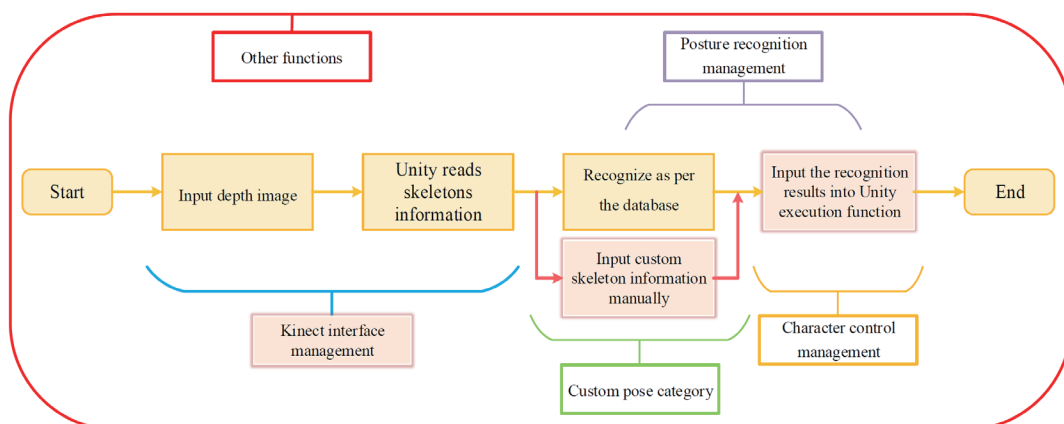 Other functions
Posture recognition
management
Start
Input depth image
Unity reads
skeletons
information
Recognize as per
the database
Input the recognition
results into Unity
execution function
End
Input custom
skeleton information
manually
Kinect interface
management
Character control
management
Custom pose category